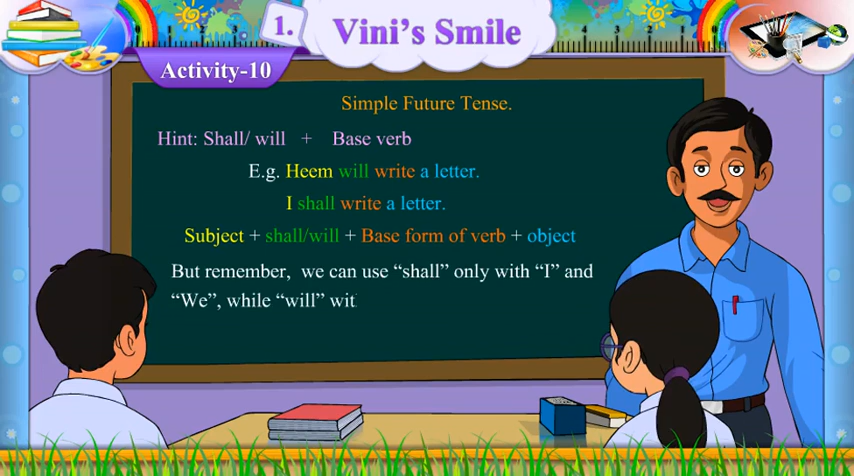 1.
Vini's Smile
Activity-10
Simple Future Tense.
Hint: Shall/ will + Base verb
E.g. Heem will write a letter.
I shall write a letter.
Subject + shall/will + Base form of verb + object
But remember, we can use “shall” only with “I” and
“We”, while “will” wit